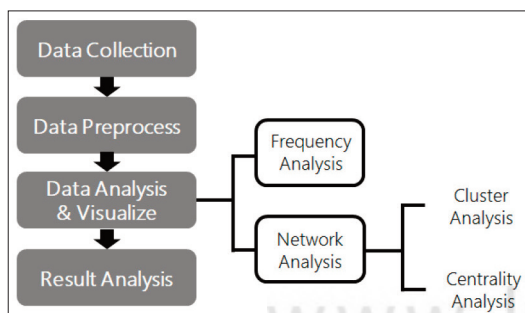 Data Collection
Data Preprocess
Data Analysis
& Visualize
Result Analysis
Frequency
Analysis
Network
Analysis
Cluster
Analysis
Centrality
Analysis